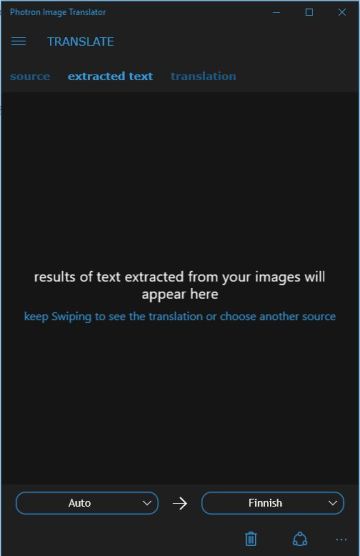 Photron Image Translator
TRANSLATE
source extracted text translation
results of text extracted from your images will
appear here
keep Swiping to see the translation or choose another source
Auto Finnish